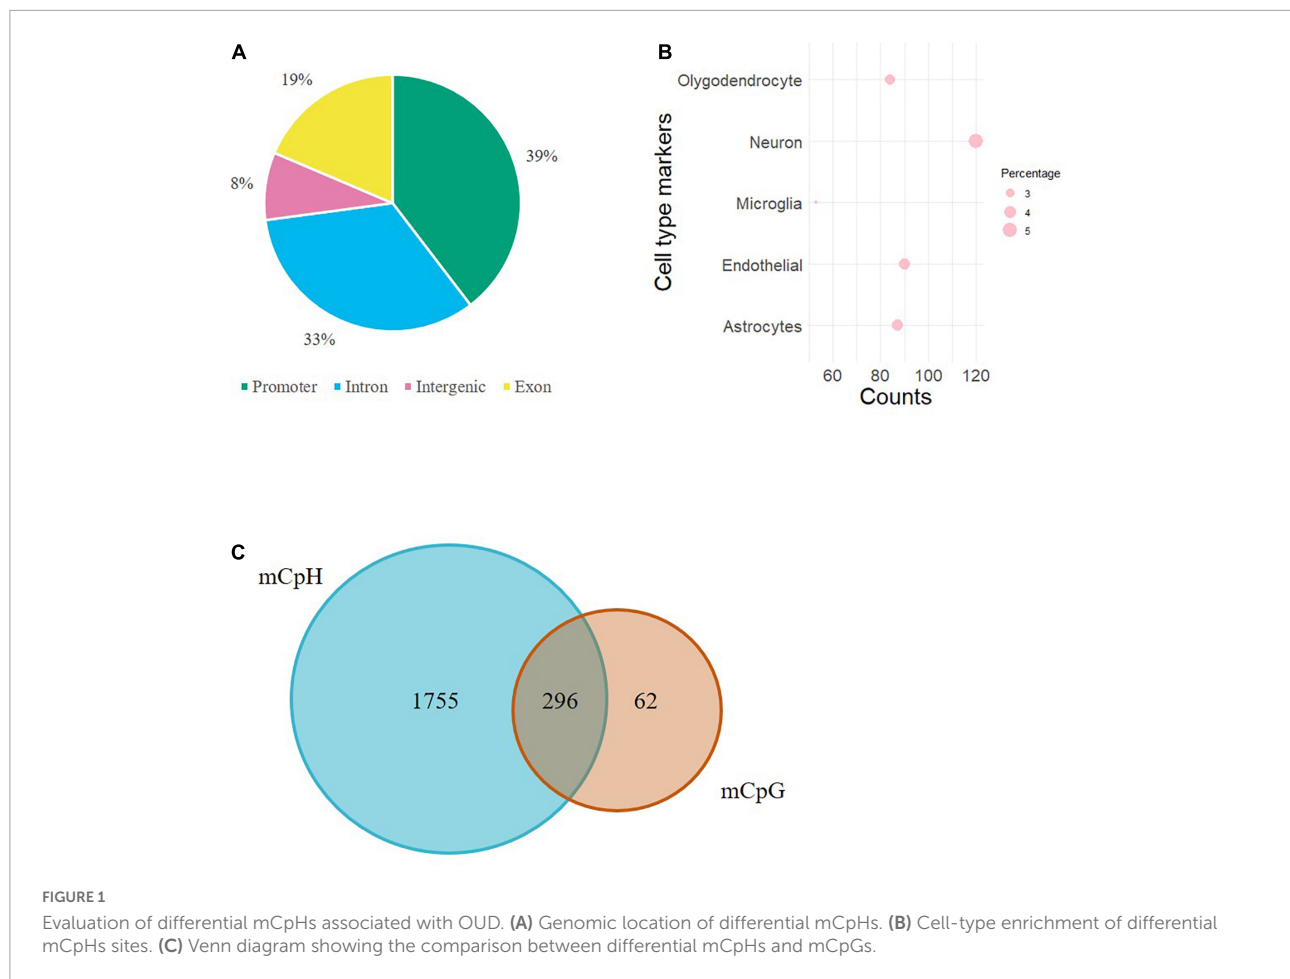 A
19%
39%
8%
33%
Promoter Intron Intergenic Exon
B
Cell type markers
Olygodendrocyte
Neuron
Microglia
Endothelial
Astrocytes
60 80 100 120
Counts
Percentage
3
4
5
C
mCpH
1755 296 62
mCpG
FIGURE 1
Evaluation of differential mCpHs associated with OUD. (A) Genomic location of differential mCpHs. (B) Cell-type enrichment of differential
mCpHs sites. (C) Venn diagram showing the comparison between differential mCpHs and mCpGs.